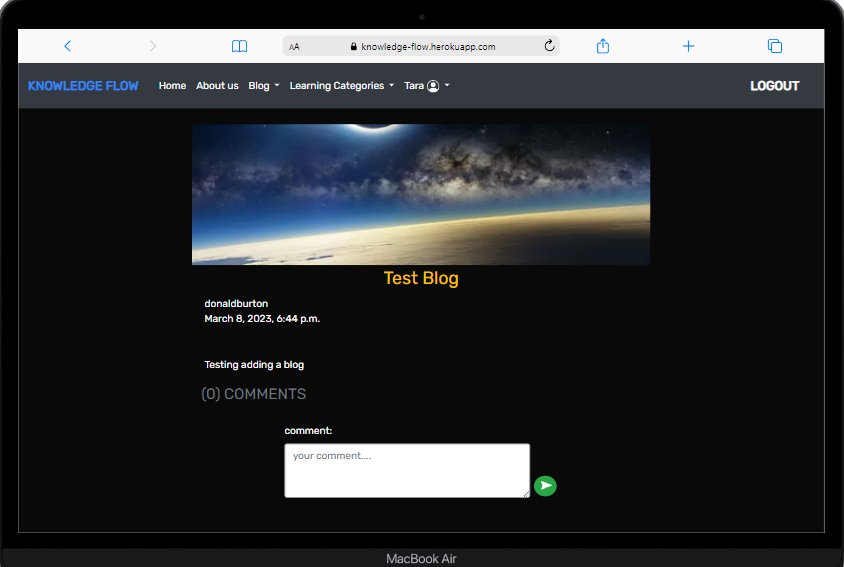 AA knowledge-flow.herokuapp.com
KNOWLEDGE FLOW Home About us Blog Learning Categories Tara LOGOUT
Test Blog
donaldburton
March 8, 2023, 6:44 p.m.
Testing adding a blog
(0) COMMENTS
comment:
your comment....
MacBook Air